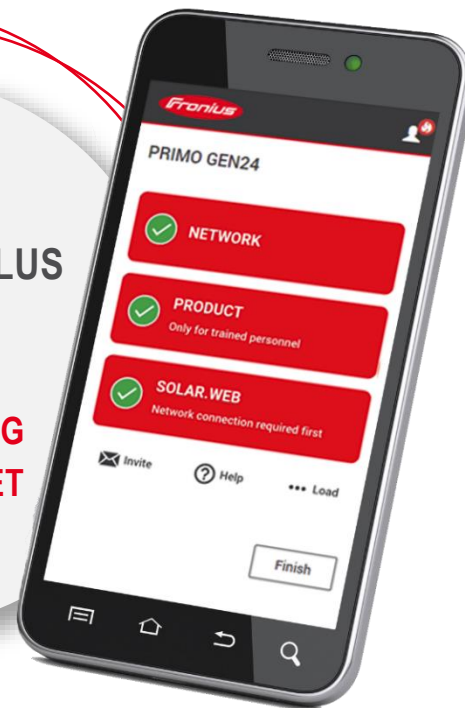 LUS
G
ET
Fronius
PRIMO GEN24
NETWORK
PRODUCT
Only for trained personnel
SOLAR.WEB
Network connection required first
Invite
Help
Load
Finish